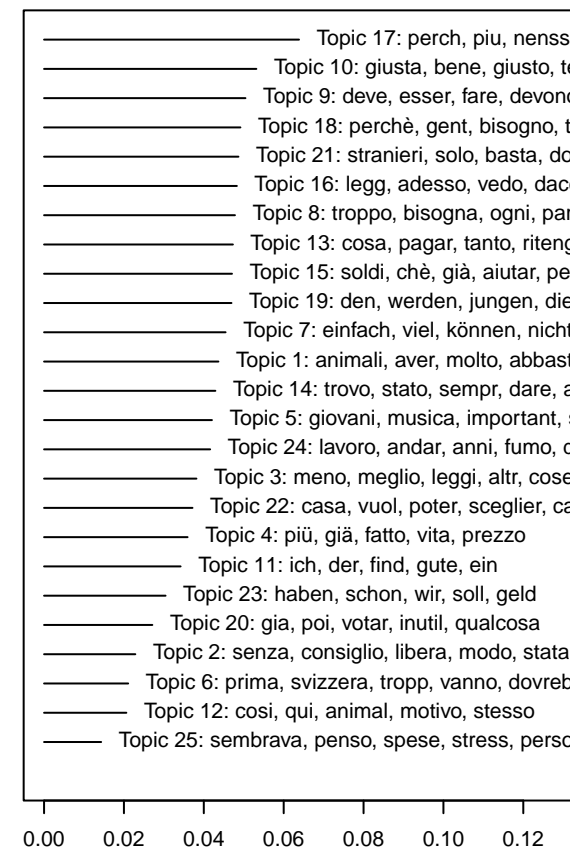 Topic 17: perch, piu, nenss
Topic 10: giusta, bene, giusto, te
Topic 9: deve, esser, fare, devono
Topic 18: perchè, gent, bisogno, t
Topic 21: stranieri, solo, basta, do
Topic 16: legg, adesso, vedo, dacc
Topic 8: troppo, bisogna, ogni, par
Topic 13: cosa, pagar, tanto, riteng
Topic 15: soldi, chè, già, aiutar, pe
Topic 19: den, werden, jungen, die
Topic 7: einfach, viel, können, nicht
Topic 1: animali, aver, molto, abbast
Topic 14: trovo, stato, sempr, dare, a
Topic 5: giovani, musica, important, s
Topic 24: lavoro, andar, anni, fumo, c
Topic 3: meno, meglio, leggi, altr, cose
Topic 22: casa, vuol, poter, sceglier, ca
Topic 4: più, giä, fatto, vita, prezzo
Topic 11: ich, der, find, gute, ein
Topic 23: haben, schon, wir, soll, geld
Topic 20: gia, poi, votar, inutil, qualcosa
Topic 2: senza, consiglio, libera, modo, stata
Topic 6: prima, svizzera, tropp, vanno, dovreb
Topic 12: cosi, qui, animal, motivo, stesso
Topic 25: sembrava, penso, spese, stress, perso
0.00 0.02 0.04 0.06 0.08 0.10 0.12